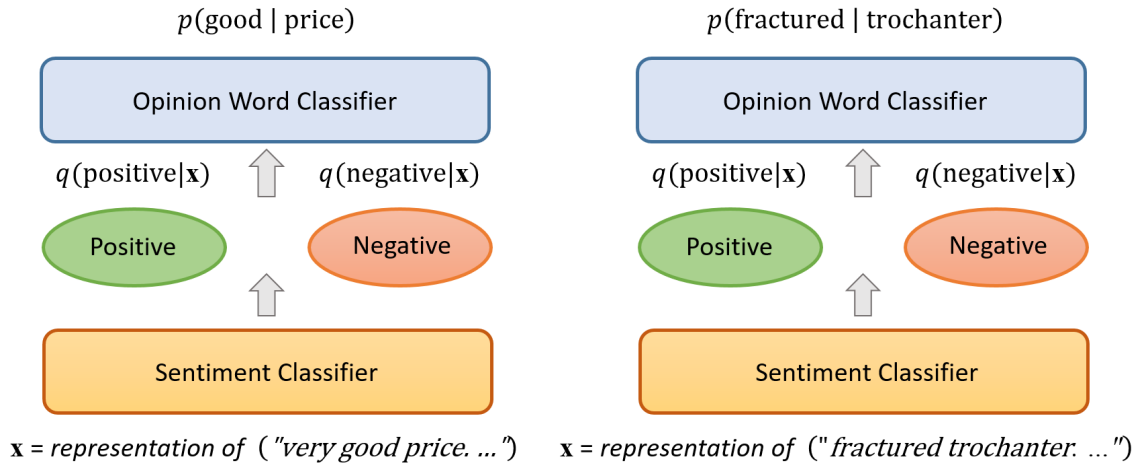 p(good | price)
Opinion Word Classifier
q(positive|x)
q(negative|x)
Positive
Negative
Sentiment Classifier
x = representation of ("very good price. ...")
p(fractured | trochanter)
Opinion Word Classifier
q(positive|x)
q(negative|x)
Positive
Negative
Sentiment Classifier
x = representation of ("fractured trochanter. ...")